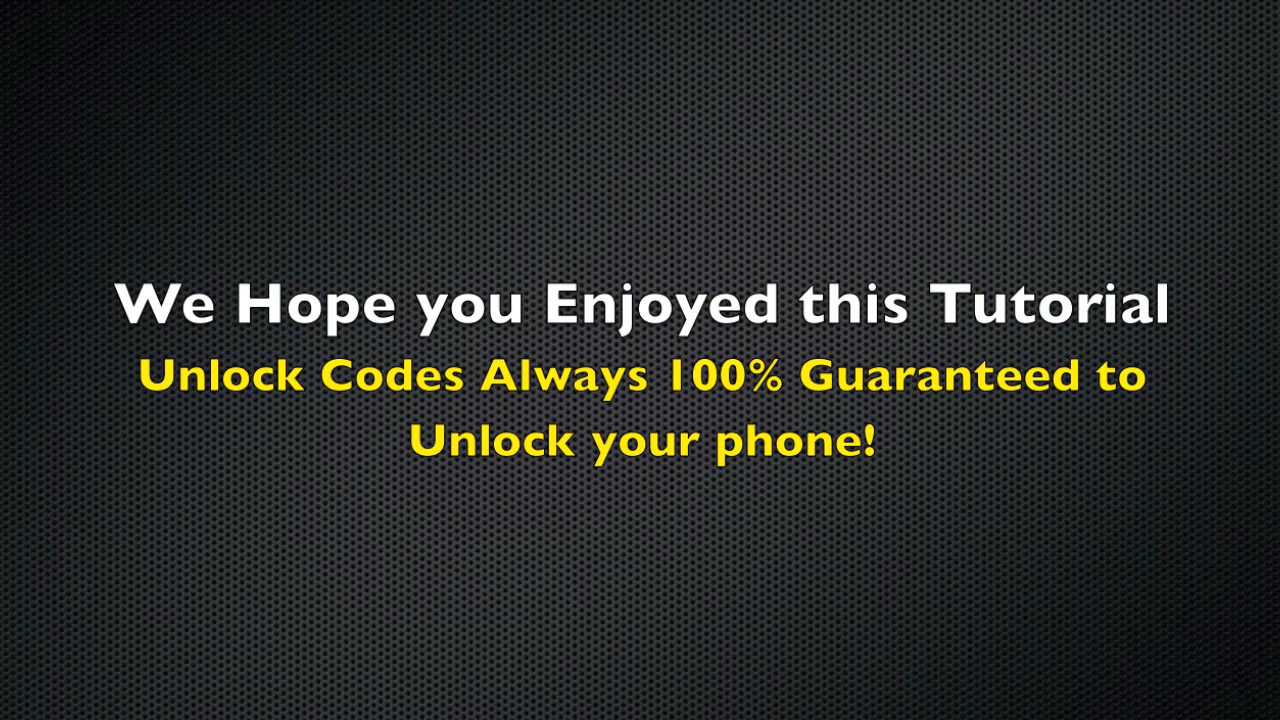 We Hope you Enjoyed this Tutorial
Unlock Codes Always 100% Guaranteed to
Unlock your phone!